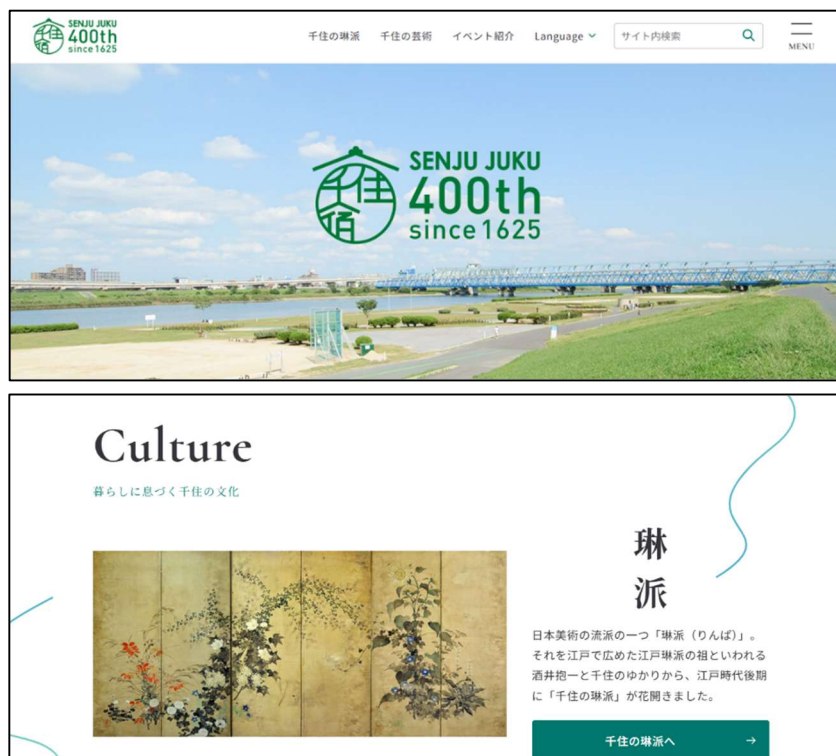 SENJU JUKU
400th
since 1625
千住の琳派 千住の芸術 イベント紹介 Language サイト内検索
MENU
千住宿
SENJU JUKU
400th
since 1625
Culture
暮らしに息づく千住の文化
琳派
日本美術の流派の一つ「琳派（りんぱ）」。
それを江戸で広めた江戸琳派の祖といわれる
酒井抱一と千住のゆかりから、江戸時代後期
に「千住の琳派」が花開きました。
千住の琳派へ →